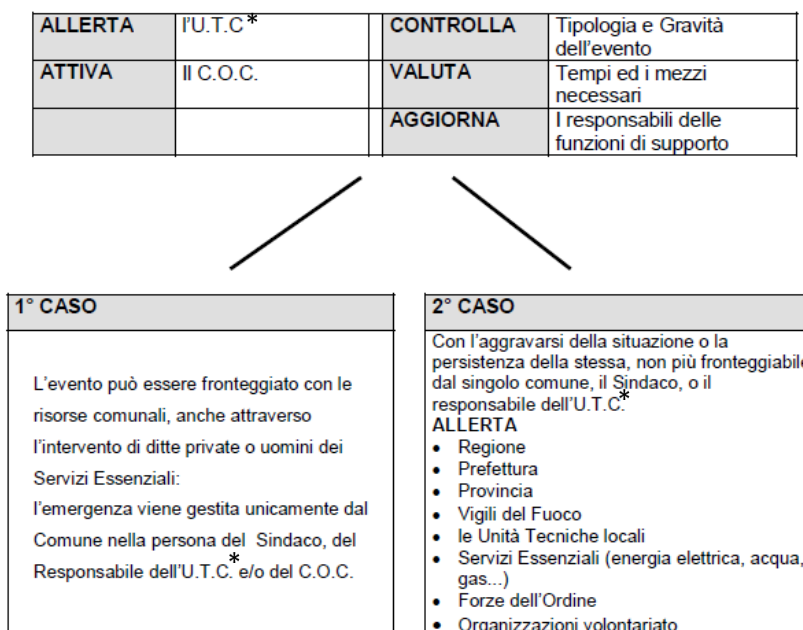 ALLERTA l'U.T.C* CONTROLLA Tipologia e Gravità
dell'evento
ATTIVA Il C.O.C. VALUTA Tempi ed i mezzi
necessari
AGGIORNA I responsabili delle
funzioni di supporto
1° CASO
L'evento può essere fronteggiato con le
risorse comunali, anche attraverso
l'intervento di ditte private o uomini dei
Servizi Essenziali:
l'emergenza viene gestita unicamente dal
Comune nella persona del Sindaco, del
Responsabile dell'U.T.C.* e/o del C.O.C.
2° CASO
Con l'aggravarsi della situazione o la
persistenza della stessa, non più fronteggiabile
dal singolo comune, il Sindaco, o il
responsabile dell'U.T.C.*
ALLERTA
• Regione
• Prefettura
• Provincia
• Vigili del Fuoco
• le Unità Tecniche locali
• Servizi Essenziali (energia elettrica, acqua,
gas...)
• Forze dell'Ordine
• Organizzazioni volontariato